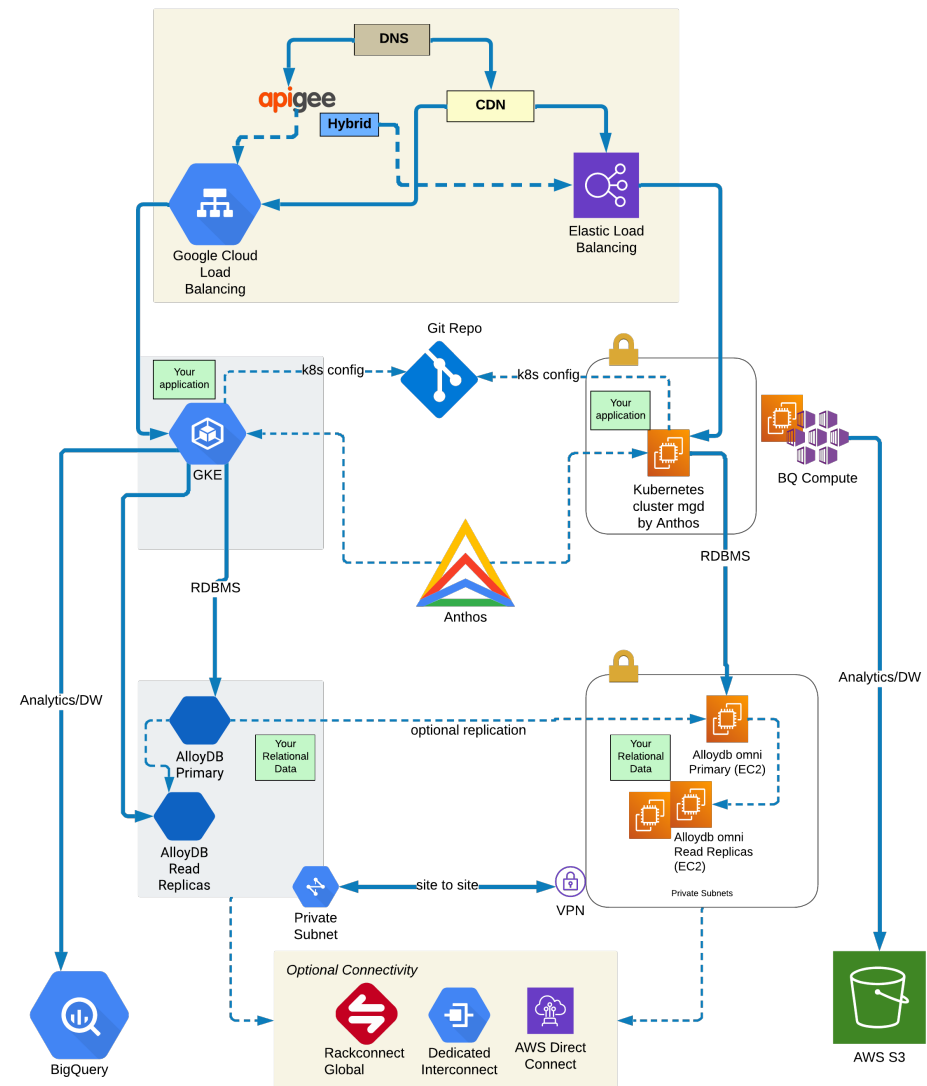 DNS
apigee
CDN
Hybrid
Elastic Load
Balancing
Google Cloud
Load
Balancing
Git Repo
Your
application
k8s config
k8s config
Your
application
GKE
BQ Compute
Kubernetes
cluster mgd
by Anthos
RDBMS
RDBMS
Anthos
Analytics/DW
Analytics/DW
optional replication
AlloyDB
Primary
Your
Relational
Data
Your
Relational
Data
Alloydb omni
Primary (EC2)
AlloyDB
Read
Replicas
Alloydb omni
Read Replicas
(EC2)
site to site
Private Subnets
VPN
Private
Subnet
Optional Connectivity
Rackconnect
Global
Dedicated
Interconnect
AWS Direct
Connect
BigQuery
AWS S3